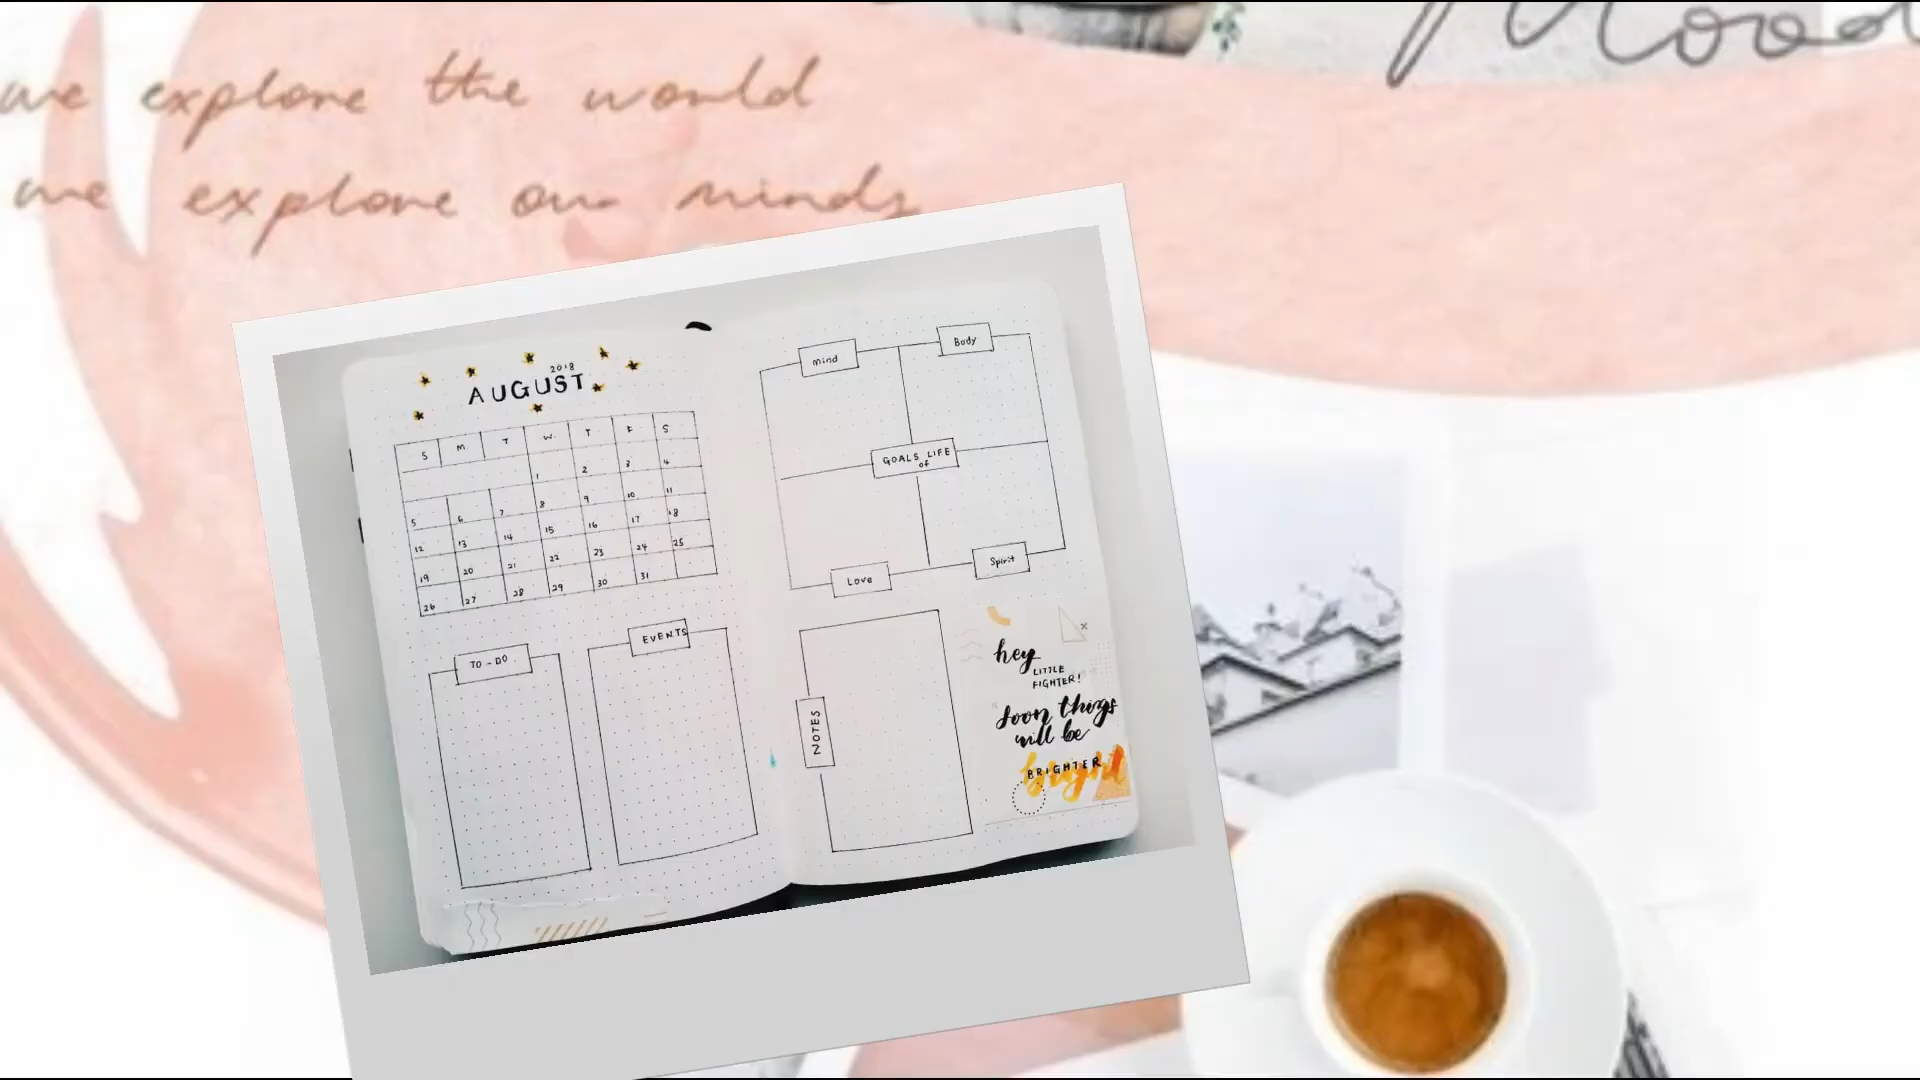 we explore the world
we explore our minds
Mood
2018
AUGUST
S M T W T F S
1 2 3 4
5 6 7 8 9 10 11
12 13 14 15 16 17 18
19 20 21 22 23 24 25
26 27 28 29 30 31
TO-DO
EVENTS
mind
Body
GOALS LIFE
of
Love
Spirit
NOTES
hey
LITTLE
FIGHTER!
soon things
will be
BRIGHTER
bright